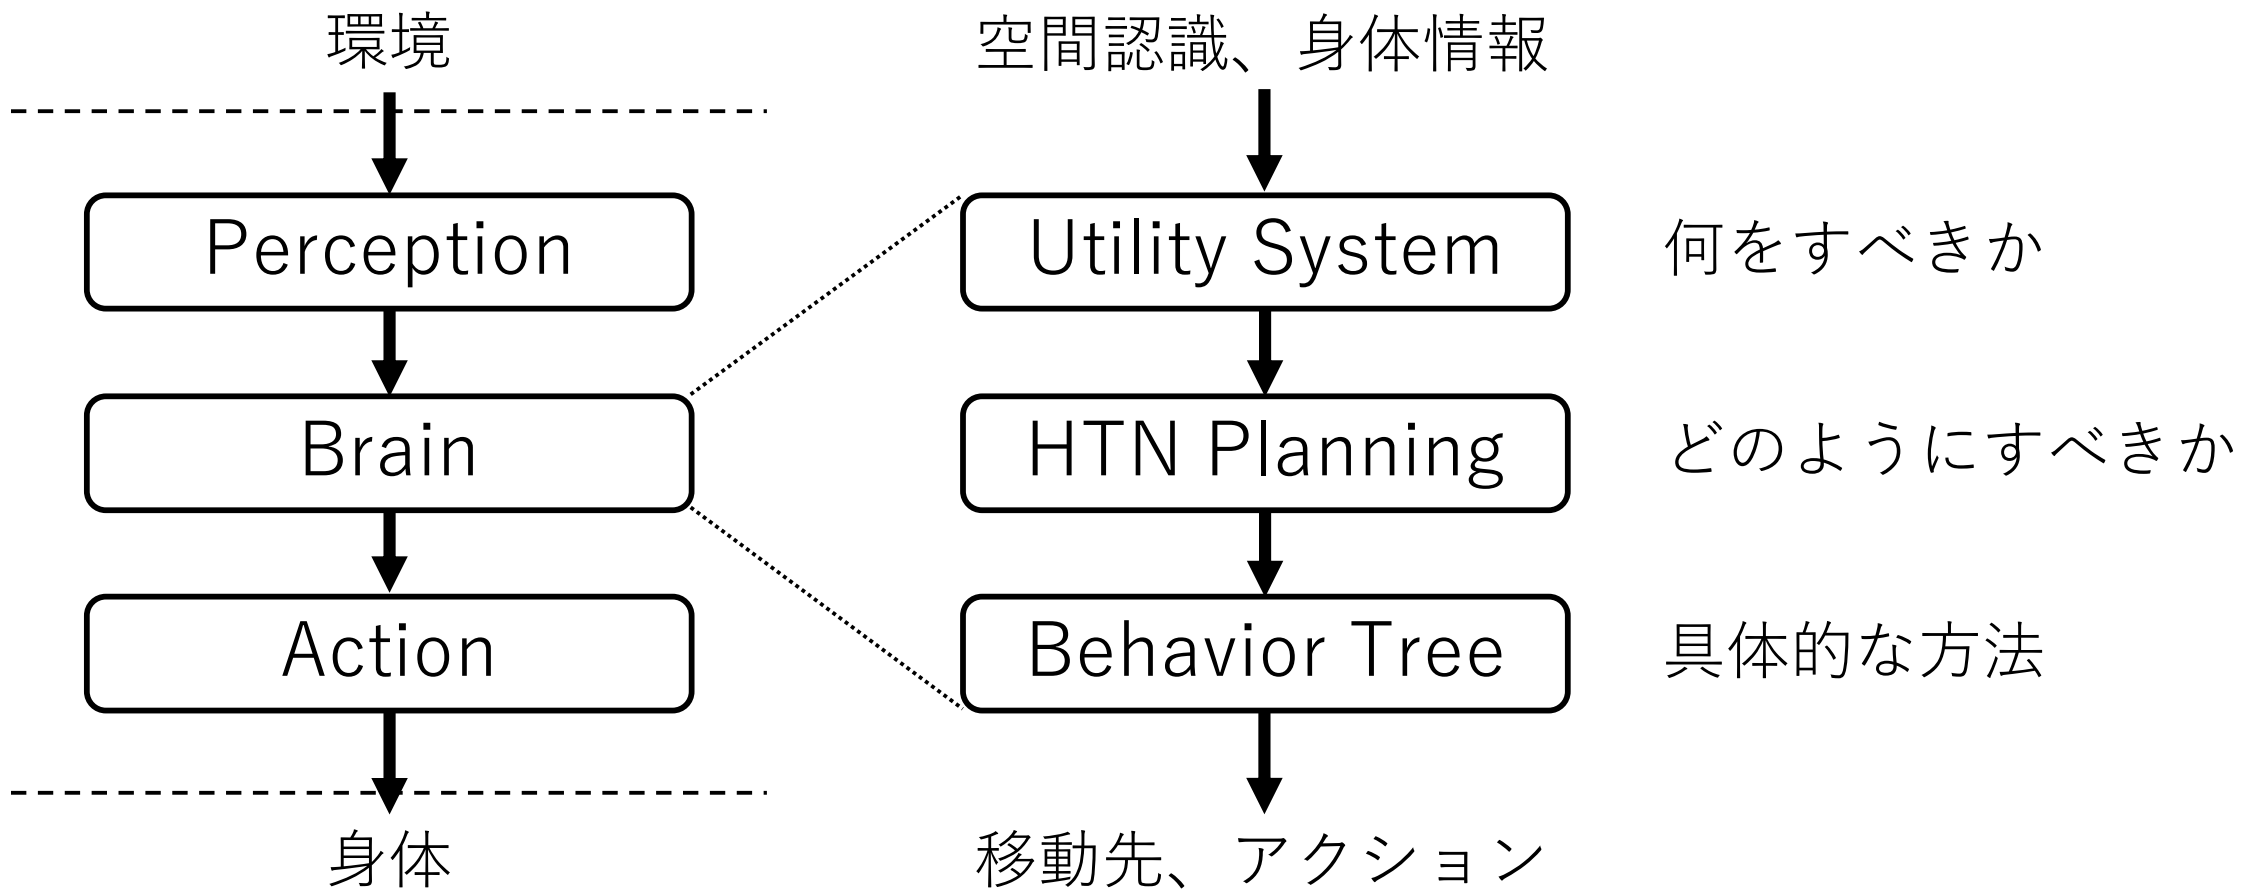 環境
Perception
Brain
Action
身体
空間認識、身体情報
Utility System
何をすべきか
HTN Planning
どのようにすべきか
Behavior Tree
具体的な方法
移動先、アクション